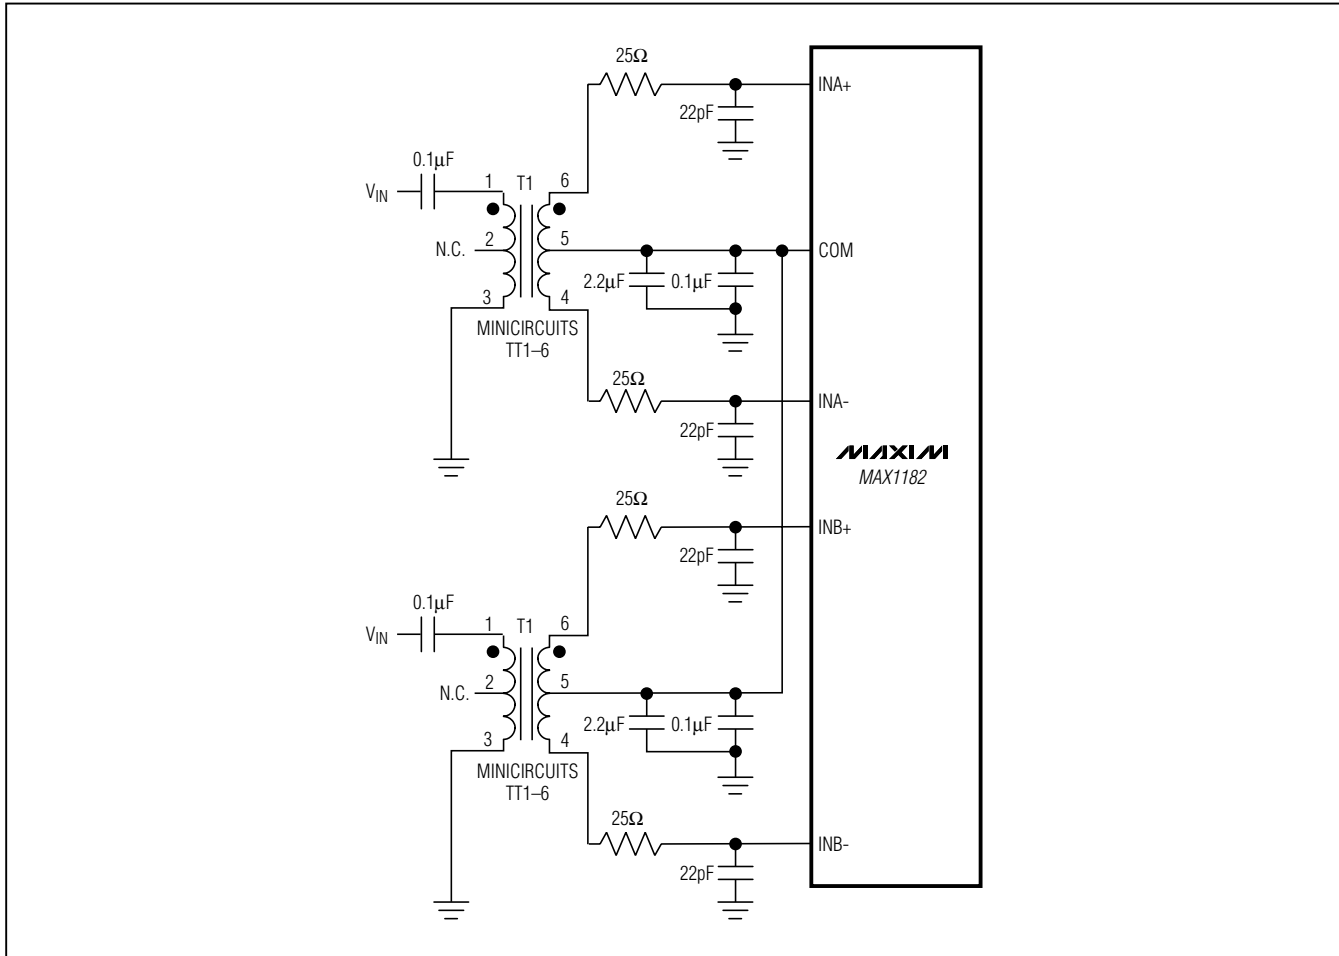 25Ω
INA+
22pF
0.1µF
VIN
1 T1 6
N.C. 2 5
COM
2.2µF 0.1µF
3 4
MINICIRCUITS
TT1–6
25Ω
INA-
22pF
MAXIM
MAX1182
25Ω
INB+
22pF
0.1µF
VIN
1 T1 6
N.C. 2 5
2.2µF 0.1µF
3 4
MINICIRCUITS
TT1–6
25Ω
INB-
22pF